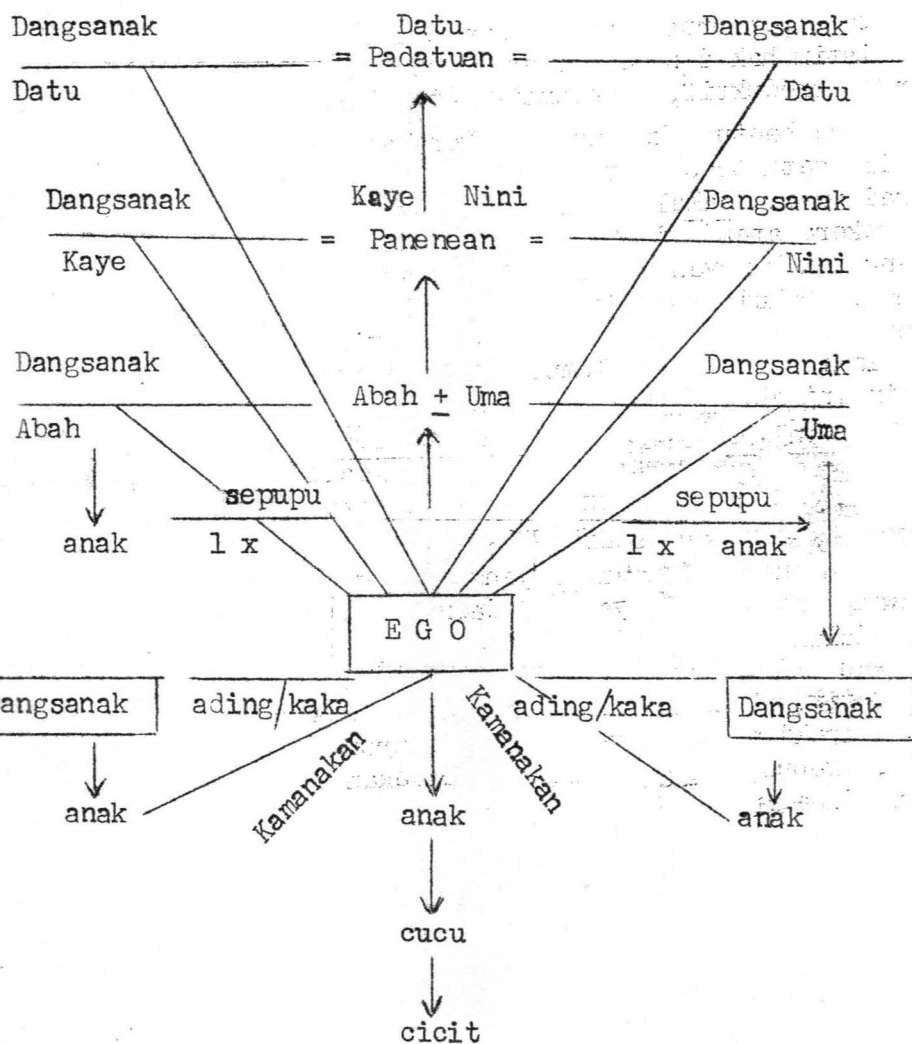 Dangsanak Datu Dangsanak
= Padatuan =
Datu Datu
Dangsanak Kaye Nini Dangsanak
= Panenean =
Kaye Nini
Dangsanak Dangsanak
Abah + Uma
Abah Uma
sepupu sepupu
anak 1 x 1 x anak
E G O
angsanak ading/kaka ading/kaka Dangsanak
Kamanakan Kamanakan
anak anak anak
cucu
cicit